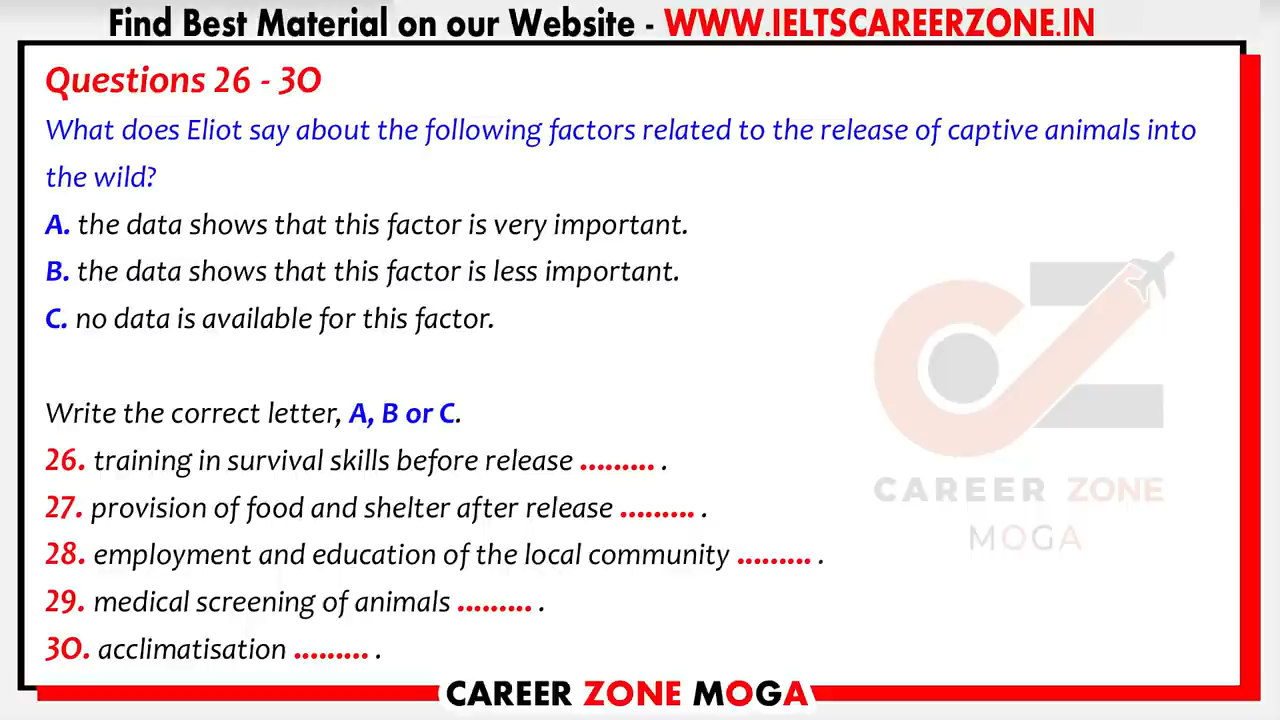 Find Best Material on our Website - WWW.IELTSCAREERZONE.IN
Questions 26 - 30
What does Eliot say about the following factors related to the release of captive animals into
the wild?
A. the data shows that this factor is very important.
B. the data shows that this factor is less important.
C. no data is available for this factor.
Write the correct letter, A, B or C.
26. training in survival skills before release ......... .
27. provision of food and shelter after release ......... .
28. employment and education of the local community ......... .
29. medical screening of animals ......... .
30. acclimatisation ......... .
CAREER ZONE
MOGA
CAREER ZONE MOGA